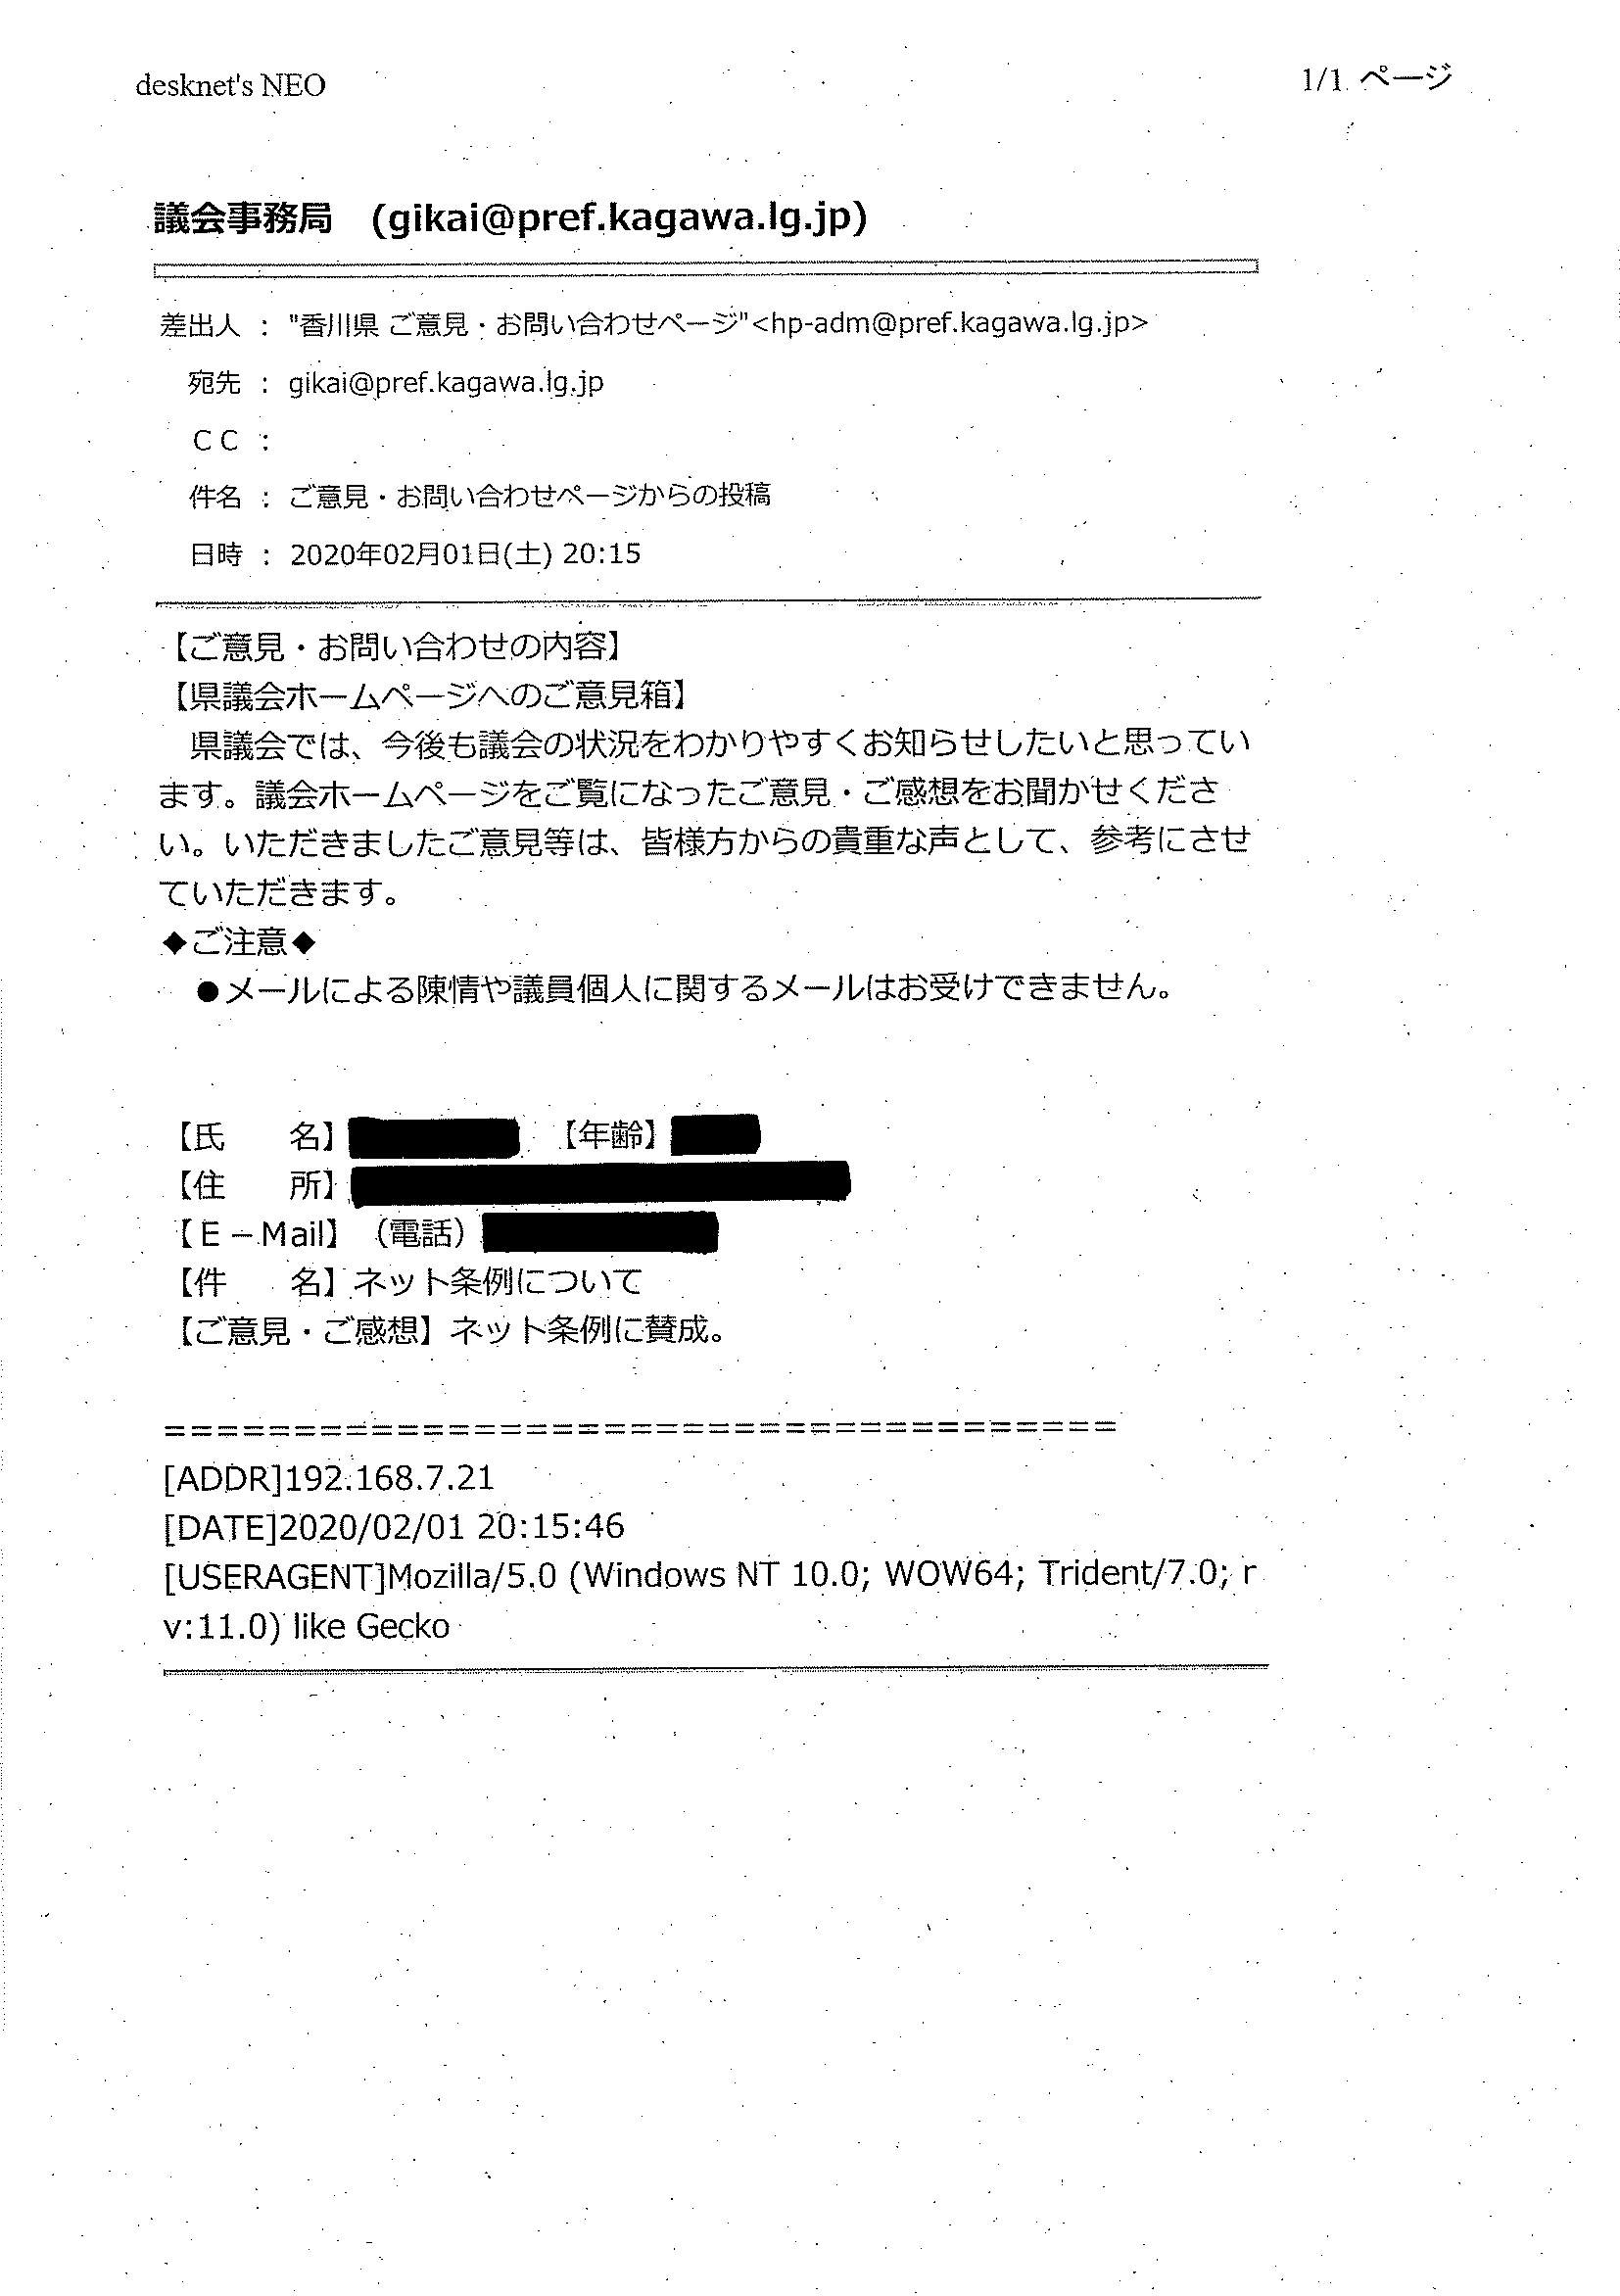 desknet's NEO
1/1 ページ
議会事務局 (gikai@pref.kagawa.lg.jp)
差出人 : "香川県 ご意見・お問い合わせページ"<hp-adm@pref.kagawa.lg.jp>
宛先 : gikai@pref.kagawa.lg.jp
CC :
件名 : ご意見・お問い合わせページからの投稿
日時 : 2020年02月01日(土) 20:15
【ご意見・お問い合わせの内容】
【県議会ホームページへのご意見箱】
県議会では、今後も議会の状況をわかりやすくお知らせしたいと思ってい
ます。議会ホームページをご覧になったご意見・ご感想をお聞かせくださ
い。いただきましたご意見等は、皆様方からの貴重な声として、参考にさせ
ていただきます。
◆ご注意◆
●メールによる陳情や議員個人に関するメールはお受けできません。
【氏　　名】　【年齢】
【住　　所】
【E－Mail】（電話）
【件　　名】ネット条例について
【ご意見・ご感想】ネット条例に賛成。
=====================================
[ADDR]192.168.7.21
[DATE]2020/02/01 20:15:46
[USERAGENT]Mozilla/5.0 (Windows NT 10.0; WOW64; Trident/7.0; r
v:11.0) like Gecko